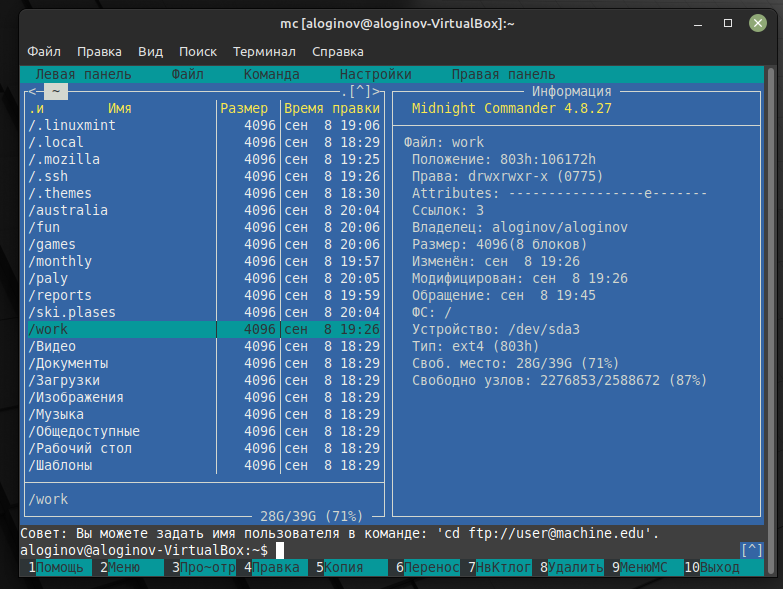 mc [aloginov@aloginov-VirtualBox]:~
Файл Правка Вид Поиск Терминал Справка
Левая панель Файл Команда Настройки Правая панель
<─ ~ .[^]>
.и Имя Размер Время правки
/.linuxmint 4096 сен 8 19:06
/.local 4096 сен 8 18:29
/.mozilla 4096 сен 8 19:25
/.ssh 4096 сен 8 19:26
/.themes 4096 сен 8 18:30
/australia 4096 сен 8 20:04
/fun 4096 сен 8 20:06
/games 4096 сен 8 20:06
/monthly 4096 сен 8 19:57
/paly 4096 сен 8 20:05
/reports 4096 сен 8 19:59
/ski.plases 4096 сен 8 20:04
/work 4096 сен 8 19:26
/Видео 4096 сен 8 18:29
/Документы 4096 сен 8 18:29
/Загрузки 4096 сен 8 18:29
/Изображения 4096 сен 8 18:29
/Музыка 4096 сен 8 18:29
/Общедоступные 4096 сен 8 18:29
/Рабочий стол 4096 сен 8 18:29
/Шаблоны 4096 сен 8 18:29
/work
28G/39G (71%)
Информация
Midnight Commander 4.8.27
Файл: work
Положение: 803h:106172h
Права: drwxrwxr-x (0775)
Attributes: -----------------e-------
Ссылок: 3
Владелец: aloginov/aloginov
Размер: 4096(8 блоков)
Изменён: сен 8 19:26
Модифицирован: сен 8 19:26
Обращение: сен 8 19:45
ФС: /
Устройство: /dev/sda3
Тип: ext4 (803h)
Своб. место: 28G/39G (71%)
Свободно узлов: 2276853/2588672 (87%)
Совет: Вы можете задать имя пользователя в команде: 'cd ftp://user@machine.edu'.
aloginov@aloginov-VirtualBox:~$ [^]
1Помощь 2Меню 3Про~отр 4Правка 5Копия 6Перенос 7НвКтлог 8Удалить 9МенюМС 10Выход